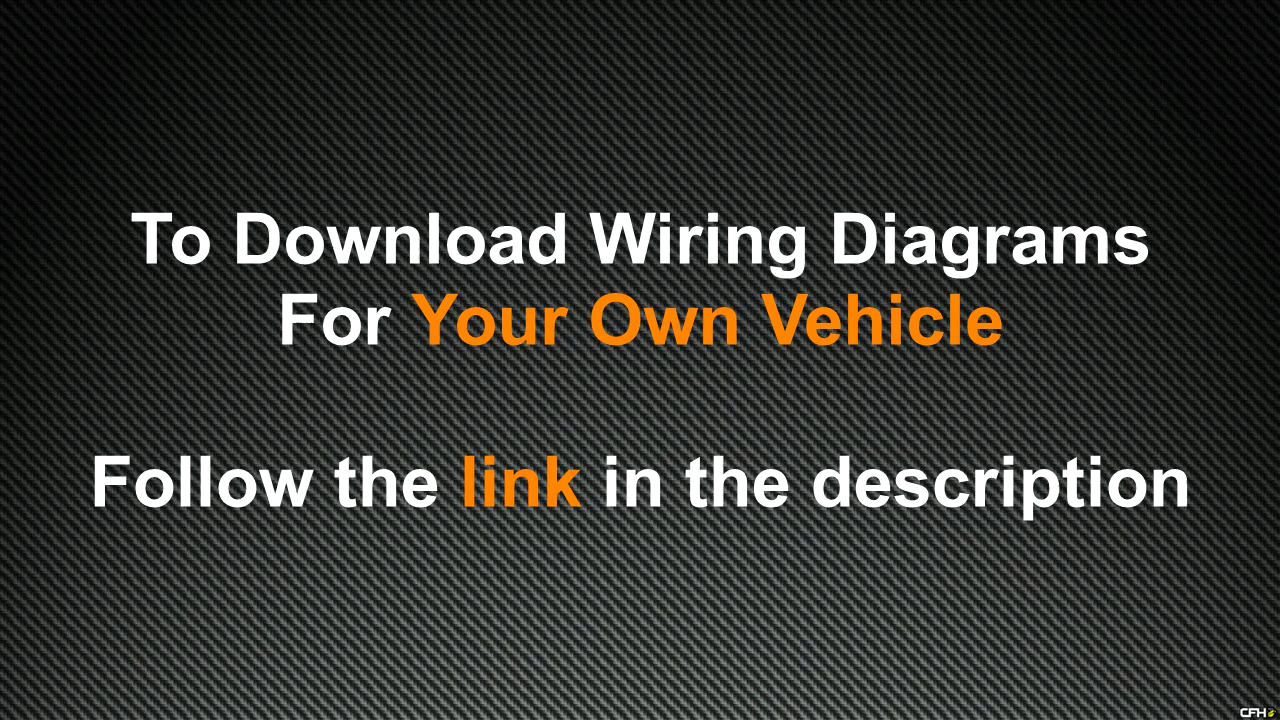 To Download Wiring Diagrams
For Your Own Vehicle
Follow the link in the description
CFH